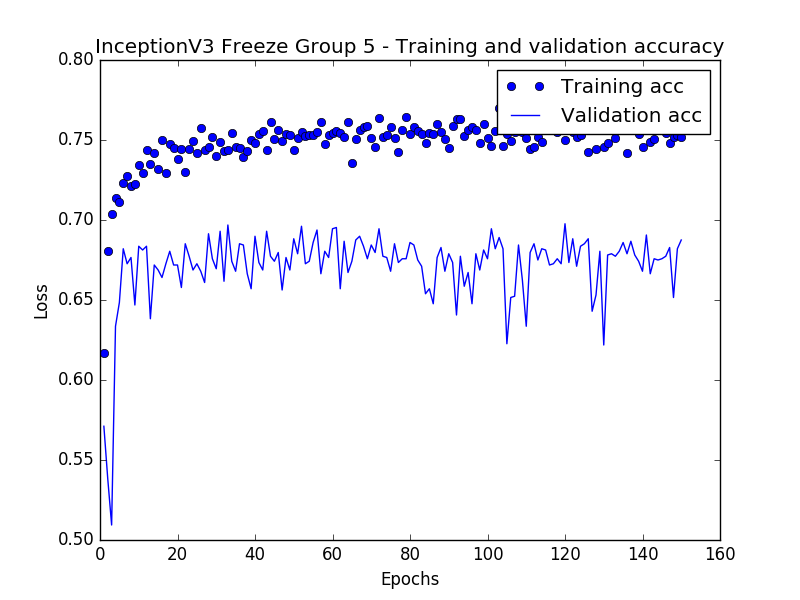 InceptionV3 Freeze Group 5 - Training and validation accuracy
0.80
Training acc
Validation acc
0.75
0.70
0.65
Loss
0.60
0.55
0.50
0 20 40 60 80 100 120 140 160
Epochs